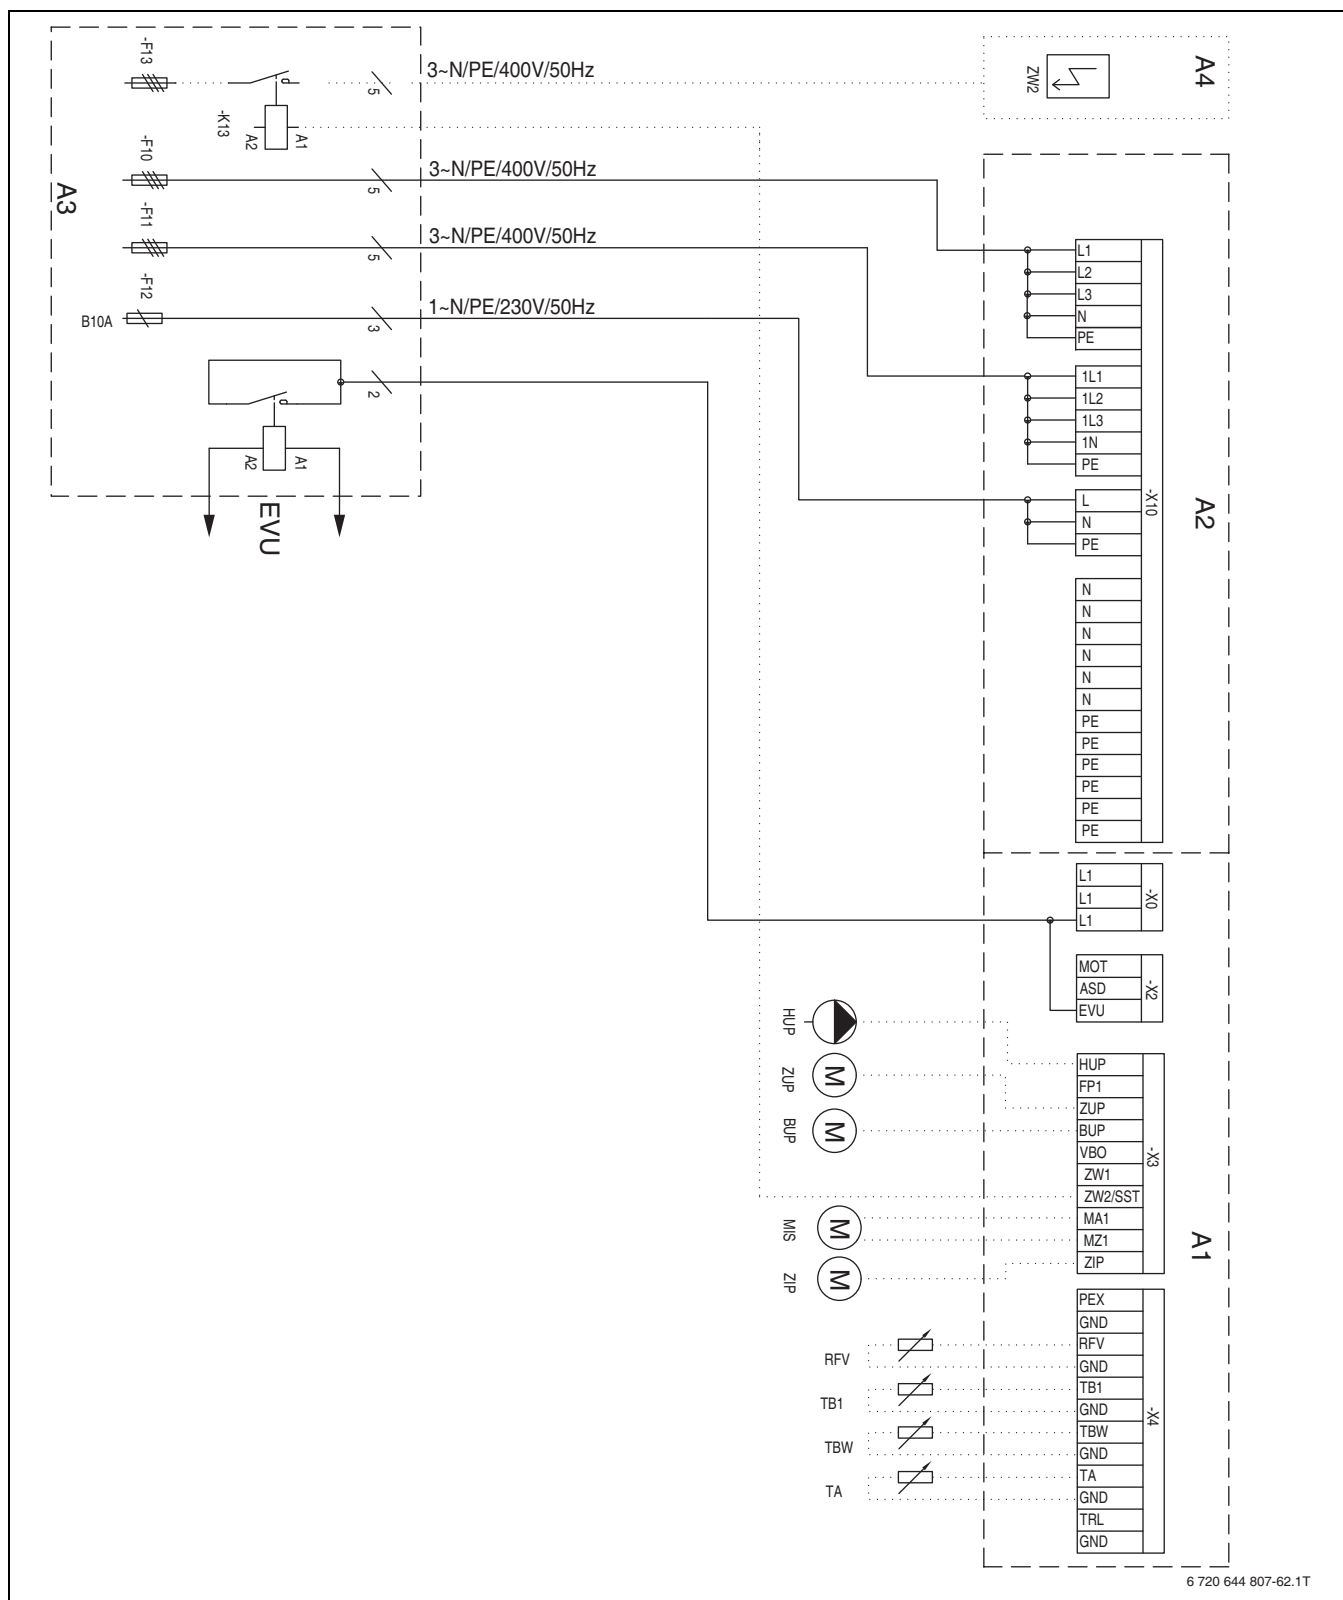 -F13
3~N/PE/400V/50Hz
5
-K13
A2
A1
ZW2
A4
-F10
3~N/PE/400V/50Hz
5
A3
-F11
3~N/PE/400V/50Hz
5
-F12
B10A
1~N/PE/230V/50Hz
3
2
A2
A1
EVU
L1
L2
L3
N
PE
1L1
1L2
1L3
1N
PE
L
N
PE
-X10
A2
N
N
N
N
N
N
PE
PE
PE
PE
PE
PE
L1
L1
L1
-X0
MOT
ASD
EVU
-X2
HUP
ZUP
M
BUP
M
HUP
FP1
ZUP
BUP
VBO
ZW1
ZW2/SST
MA1
MZ1
ZIP
-X3
A1
MIS
M
ZIP
M
PEX
GND
RFV
GND
TB1
GND
TBW
GND
TA
GND
TRL
GND
-X4
RFV
TB1
TBW
TA
6 720 644 807-62.1T